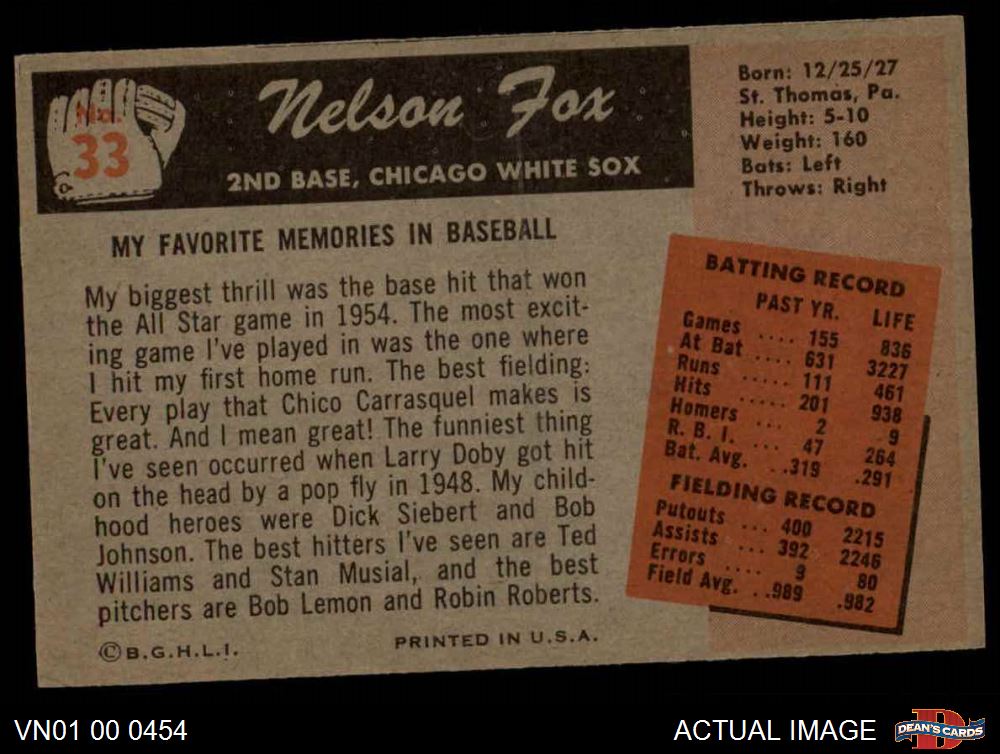 No.
33
Nelson Fox
2ND BASE, CHICAGO WHITE SOX
Born: 12/25/27
St. Thomas, Pa.
Height: 5-10
Weight: 160
Bats: Left
Throws: Right
MY FAVORITE MEMORIES IN BASEBALL
My biggest thrill was the base hit that won
the All Star game in 1954. The most excit-
ing game I've played in was the one where
I hit my first home run. The best fielding:
Every play that Chico Carrasquel makes is
great. And I mean great! The funniest thing
I've seen occurred when Larry Doby got hit
on the head by a pop fly in 1948. My child-
hood heroes were Dick Siebert and Bob
Johnson. The best hitters I've seen are Ted
Williams and Stan Musial, and the best
pitchers are Bob Lemon and Robin Roberts.
©B.G.H.L.I.
PRINTED IN U.S.A.
BATTING RECORD
PAST YR. LIFE
Games .... 155 836
At Bat .... 631 3227
Runs ..... 111 461
Hits ..... 201 938
Homers ... 2 9
R. B. I. ... 47 264
Bat. Avg. ..319 .291
FIELDING RECORD
Putouts ... 400 2215
Assists ... 392 2246
Errors .... 9 80
Field Avg. ..989 .982
VN01 00 0454
ACTUAL IMAGE
D
DEAN'S CARDS